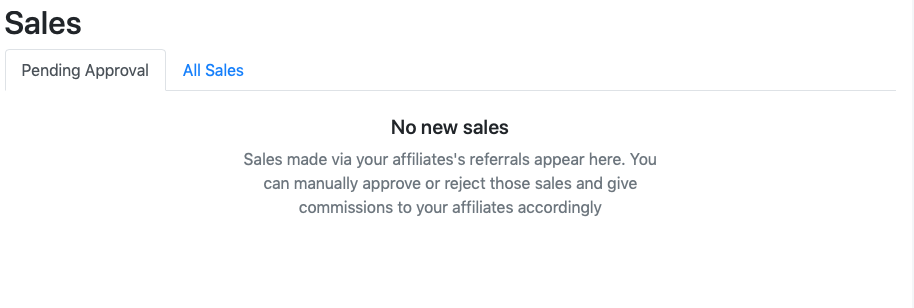 Sales
Pending Approval
All Sales
No new sales
Sales made via your affiliates's referrals appear here. You
can manually approve or reject those sales and give
commissions to your affiliates accordingly